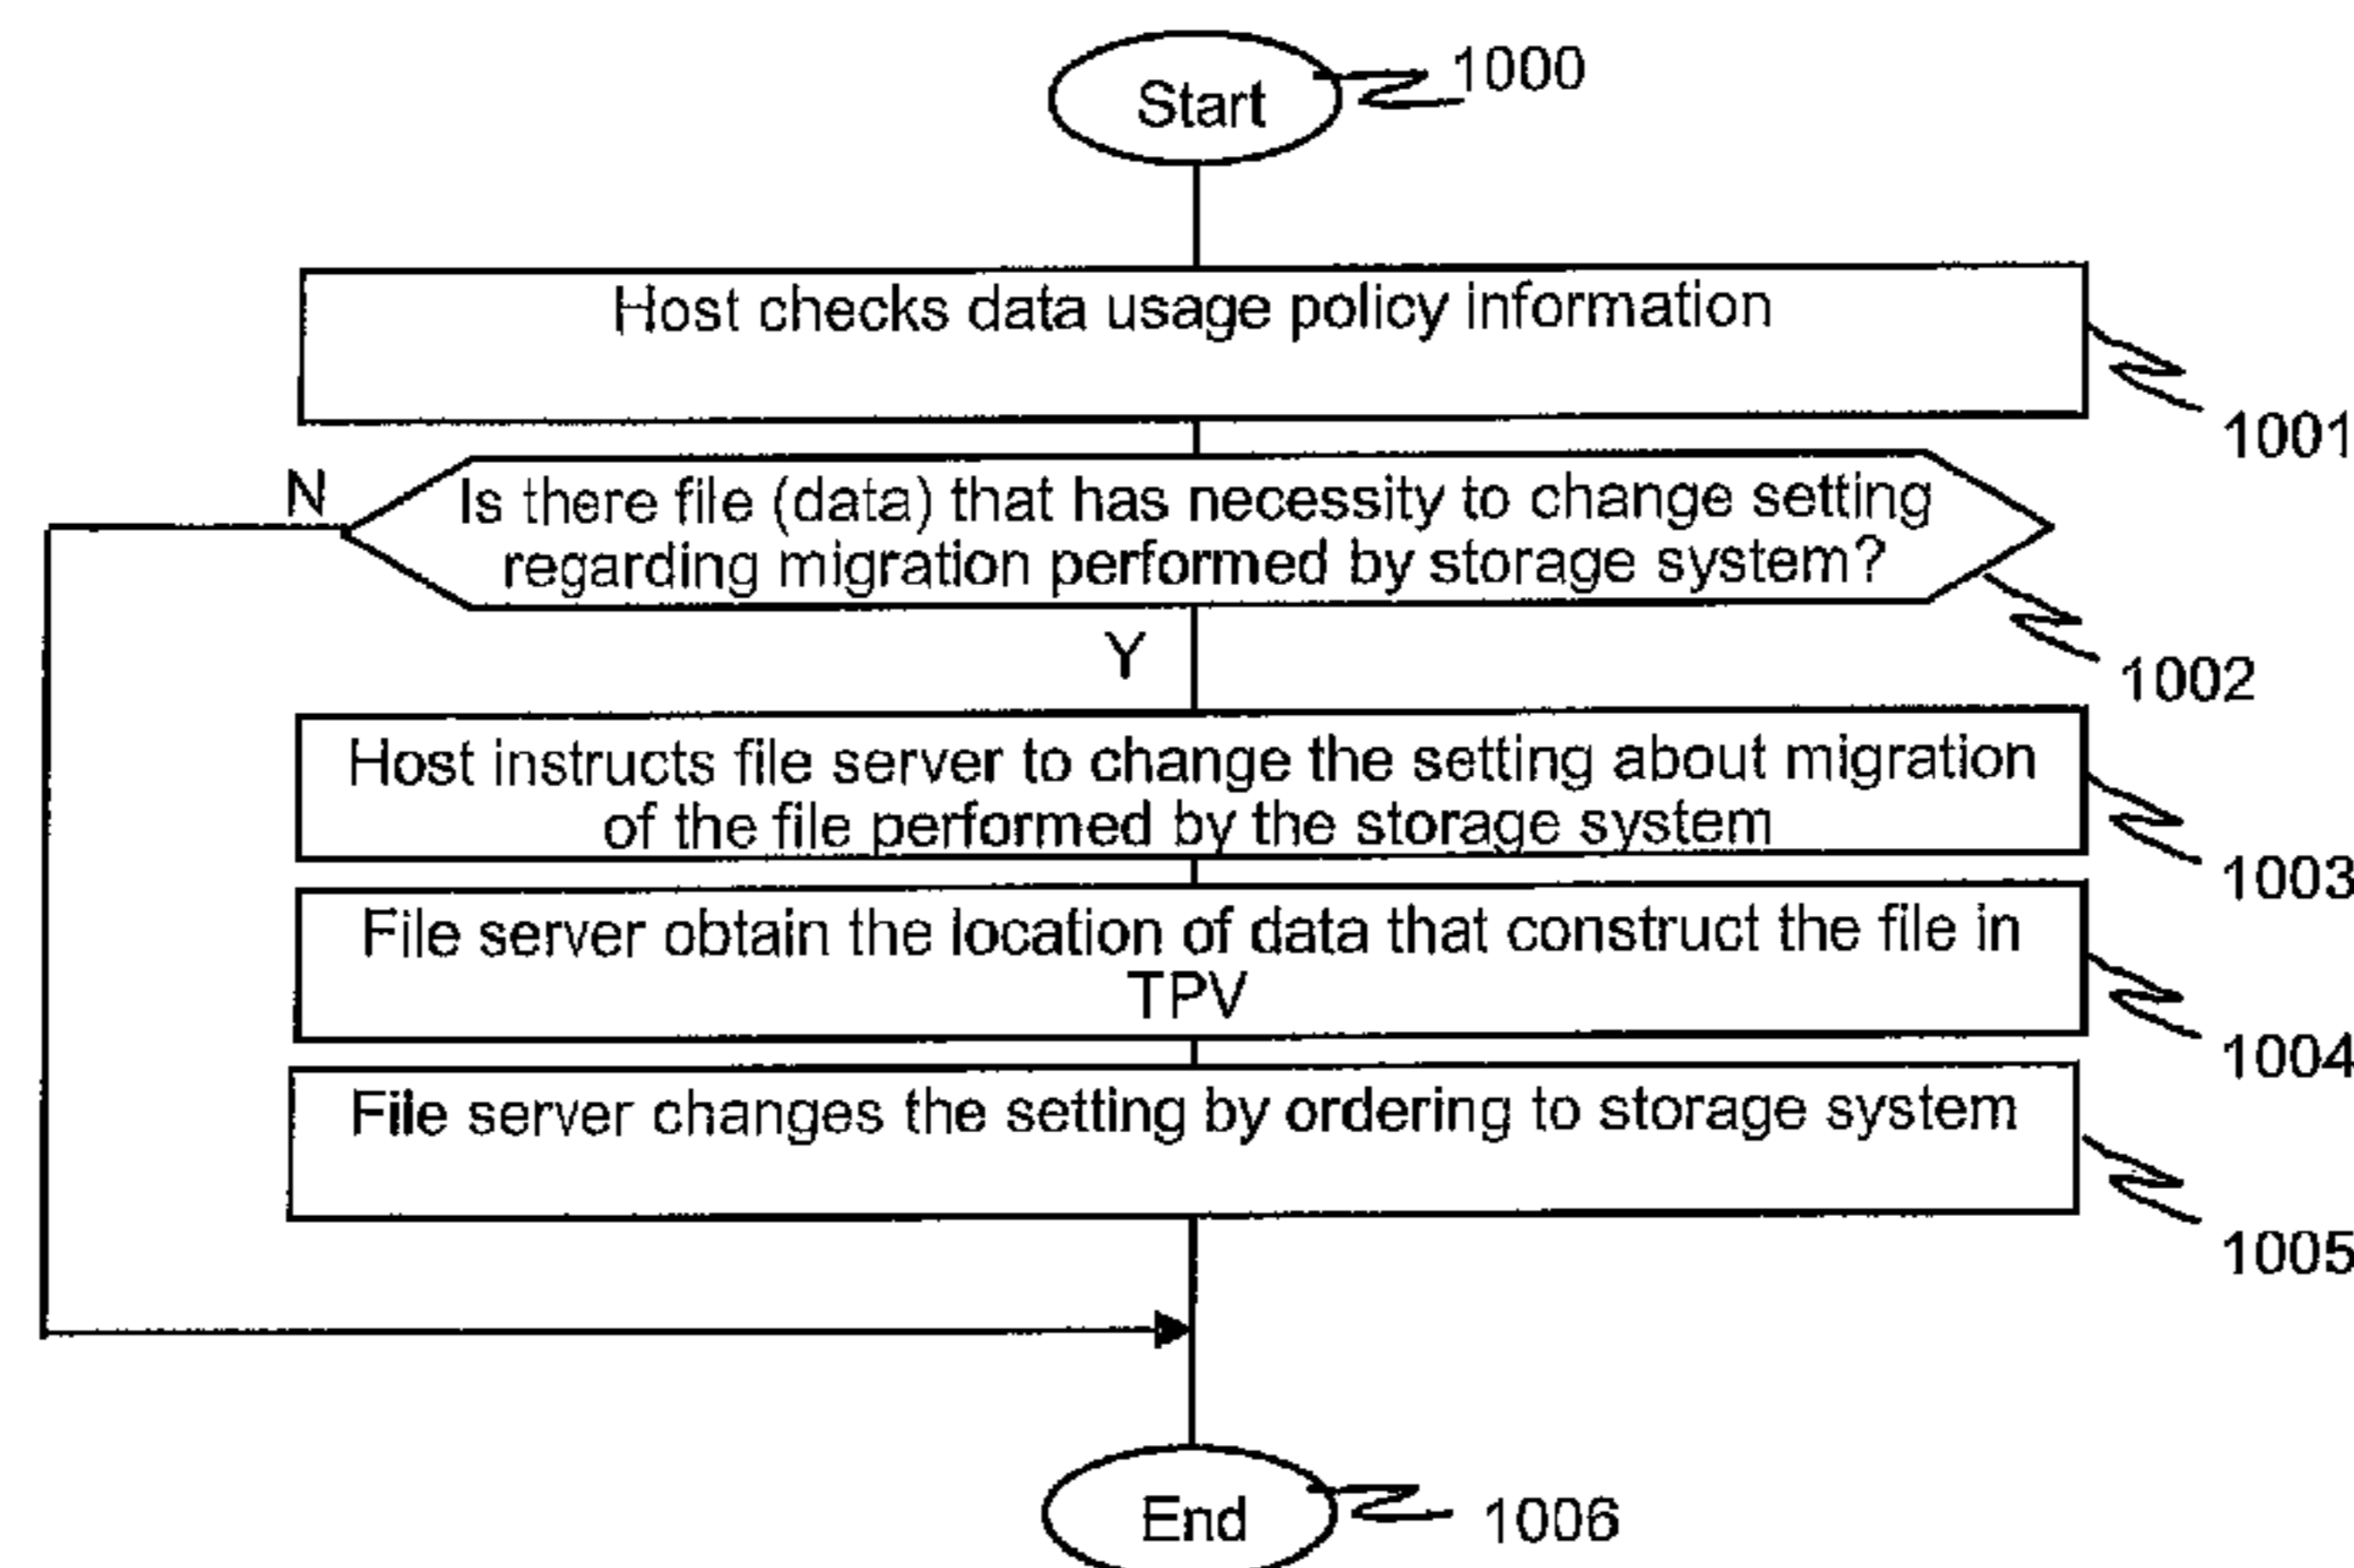 Start
1000
Host checks data usage policy information
1001
N
Is there file (data) that has necessity to change setting
regarding migration performed by storage system?
1002
Y
Host instructs file server to change the setting about migration
of the file performed by the storage system
1003
File server obtain the location of data that construct the file in
TPV
1004
File server changes the setting by ordering to storage system
1005
End
1006